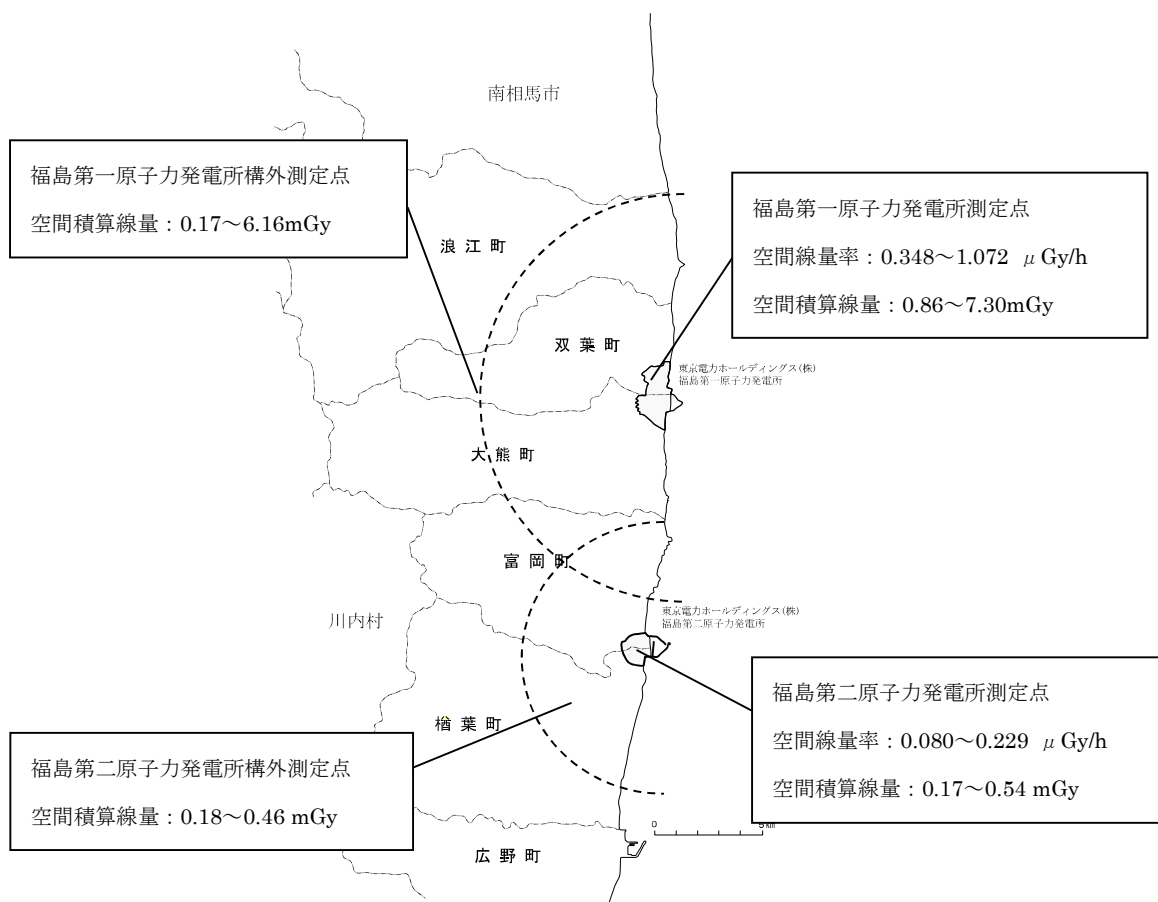 南相馬市
福島第一原子力発電所構外測定点
空間積算線量：0.17～6.16mGy
福島第一原子力発電所測定点
空間線量率：0.348～1.072 μ Gy/h
空間積算線量：0.86～7.30mGy
浪江町
双葉町
東京電力ホールディングス(株)
福島第一原子力発電所
大熊町
富岡町
東京電力ホールディングス(株)
福島第二原子力発電所
川内村
福島第二原子力発電所測定点
空間線量率：0.080～0.229 μ Gy/h
空間積算線量：0.17～0.54 mGy
楢葉町
福島第二原子力発電所構外測定点
空間積算線量：0.18～0.46 mGy
0 5km
広野町